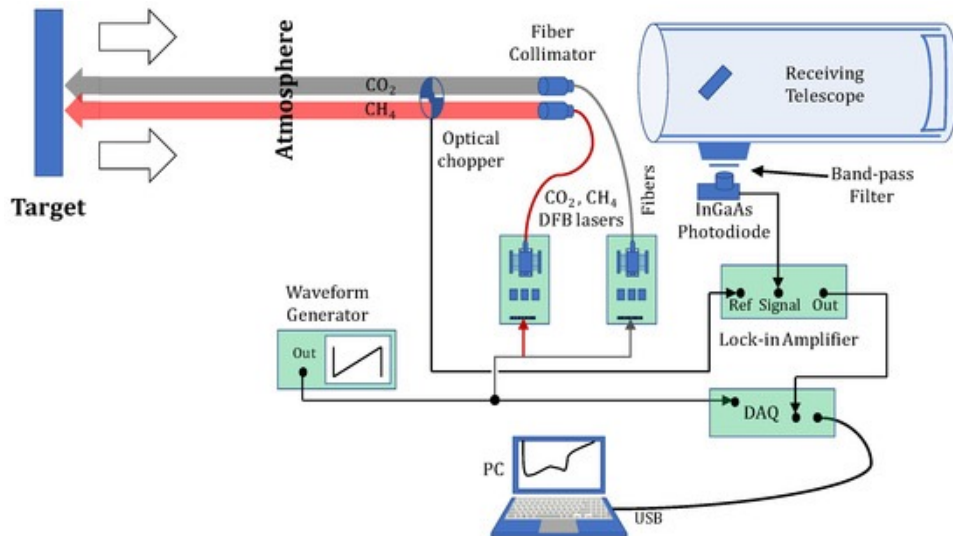 Fiber
Collimator
Receiving
Telescope
Atmosphere
CO2
CH4
Optical
chopper
Target
Band-pass
Filter
InGaAs
Photodiode
CO2, CH4
DFB lasers
Fibers
Waveform
Generator
Out
Ref Signal Out
Lock-in Amplifier
DAQ
PC
USB